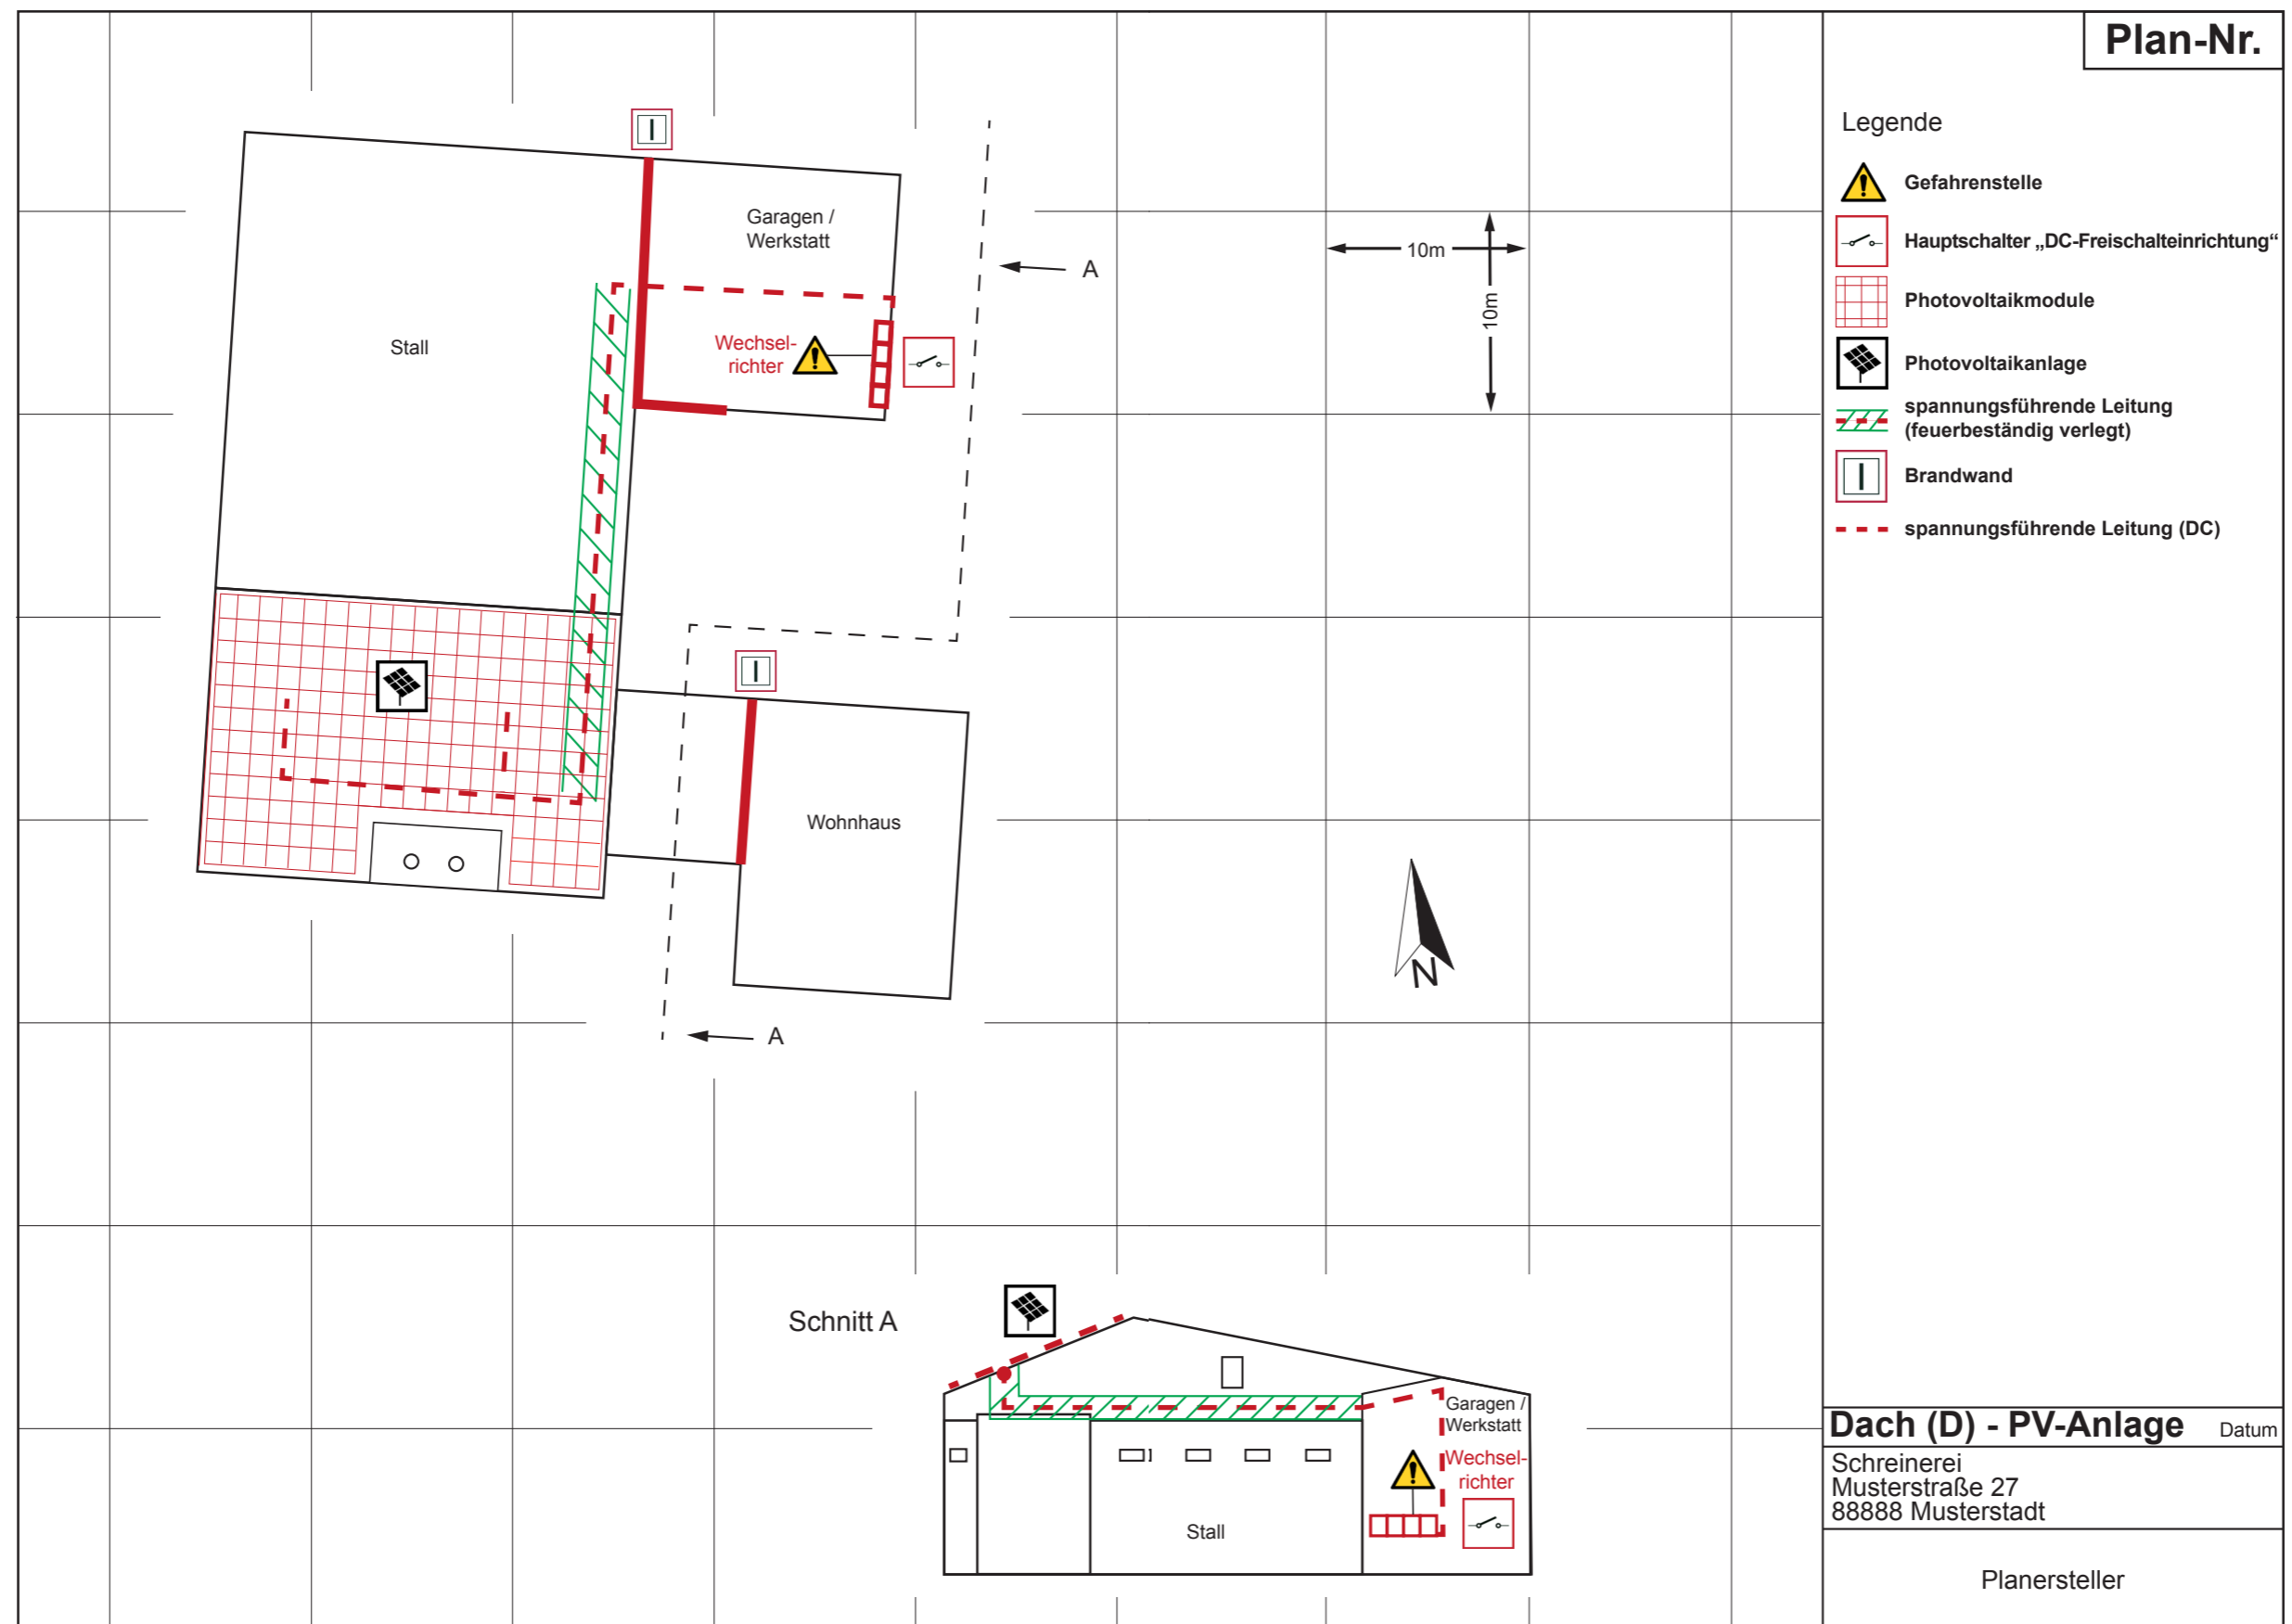 Plan-Nr.
Legende
Gefahrenstelle
Hauptschalter „DC-Freischalteinrichtung“
Photovoltaikmodule
Photovoltaikanlage
spannungsführende Leitung
(feuerbeständig verlegt)
Brandwand
spannungsführende Leitung (DC)
Garagen /
Werkstatt
A
10m
10m
Stall
Wechsel-
richter
Wohnhaus
N
A
Schnitt A
Garagen /
Werkstatt
Wechsel-
richter
Stall
Dach (D) - PV-Anlage Datum
Schreinerei
Musterstraße 27
88888 Musterstadt
Planersteller